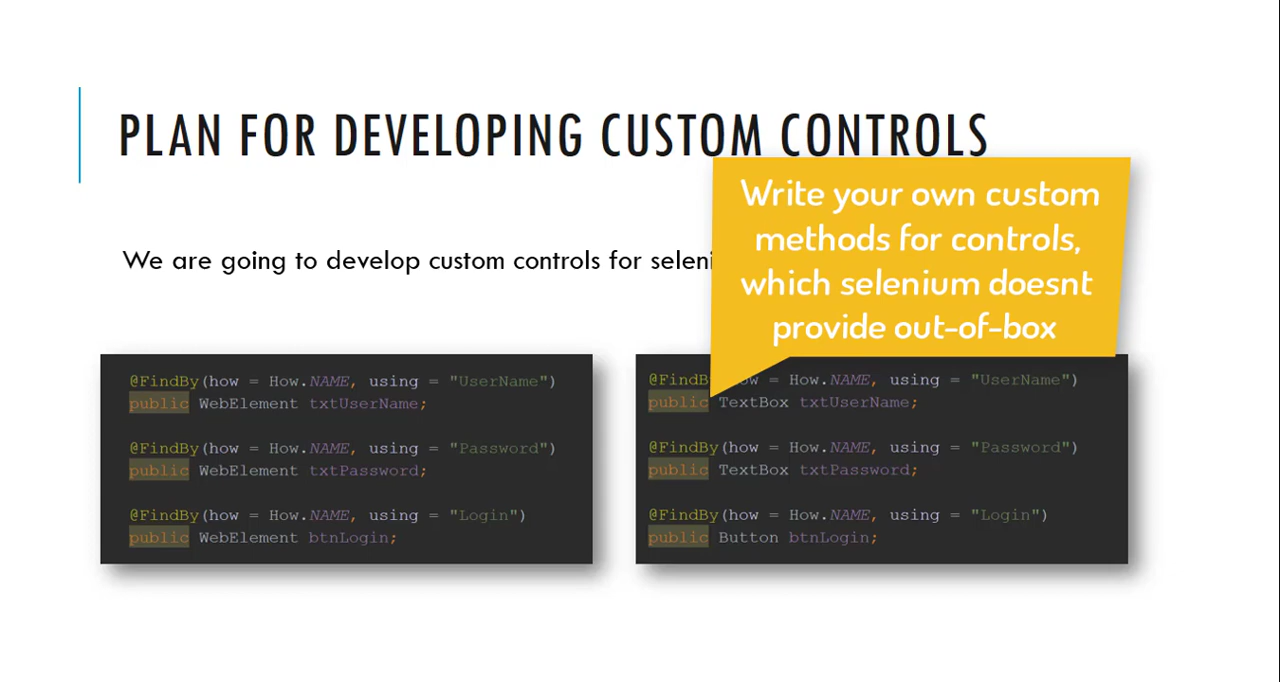 PLAN FOR DEVELOPING CUSTOM CONTROLS
Write your own custom
methods for controls,
which selenium doesnt
provide out-of-box
We are going to develop custom controls for
@FindBy(how = How.NAME, using = "UserName")
public WebElement txtUserName;
@FindBy(how = How.NAME, using = "Password")
public WebElement txtPassword;
@FindBy(how = How.NAME, using = "Login")
public WebElement btnLogin;
How.NAME, using = "UserName")
public TextBox txtUserName;
@FindBy(how = How.NAME, using = "Password")
public TextBox txtPassword;
@FindBy(how = How.NAME, using = "Login")
public Button btnLogin;